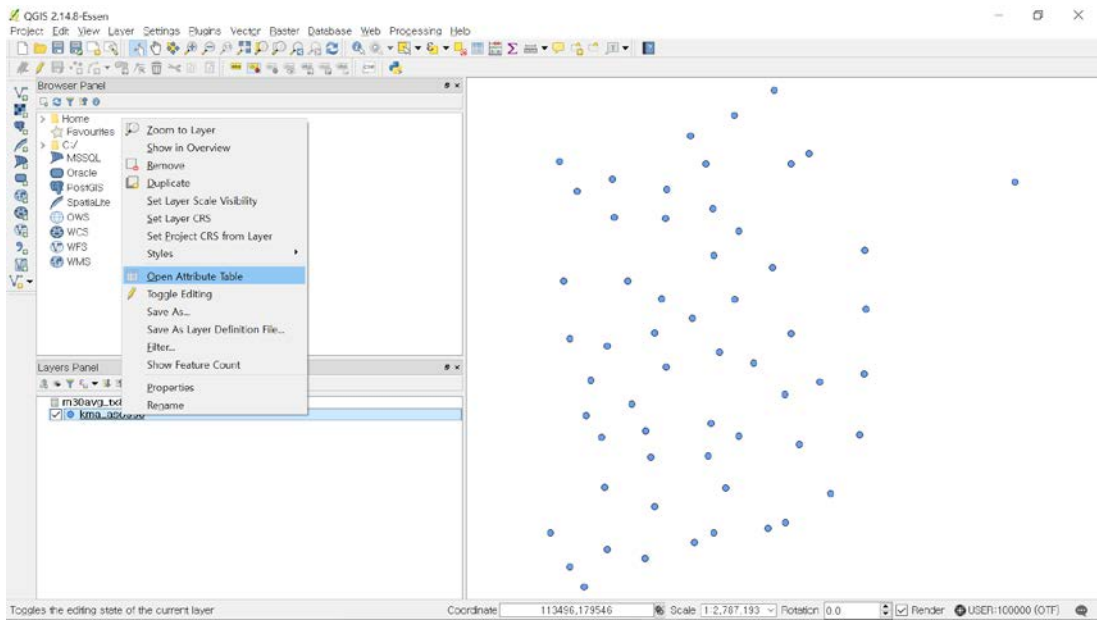 QGIS 2.14.8-Essen
Project Edit View Layer Settings Plugins Vector Raster Database Web Processing Help
Browser Panel
Home
Favourites
C:/
MSSQL
Oracle
PostGIS
SpatiaLite
OWS
WCS
WFS
WMS
Zoom to Layer
Show in Overview
Remove
Duplicate
Set Layer Scale Visibility
Set Layer CRS
Set Project CRS from Layer
Styles
Open Attribute Table
Toggle Editing
Save As...
Save As Layer Definition File...
Filter...
Show Feature Count
Properties
Rename
Layers Panel
Toggles the editing state of the current layer
Coordinate 113496,179546 Scale 1:2,787,193 Rotation 0.0 Render USER:100000 (OTF)